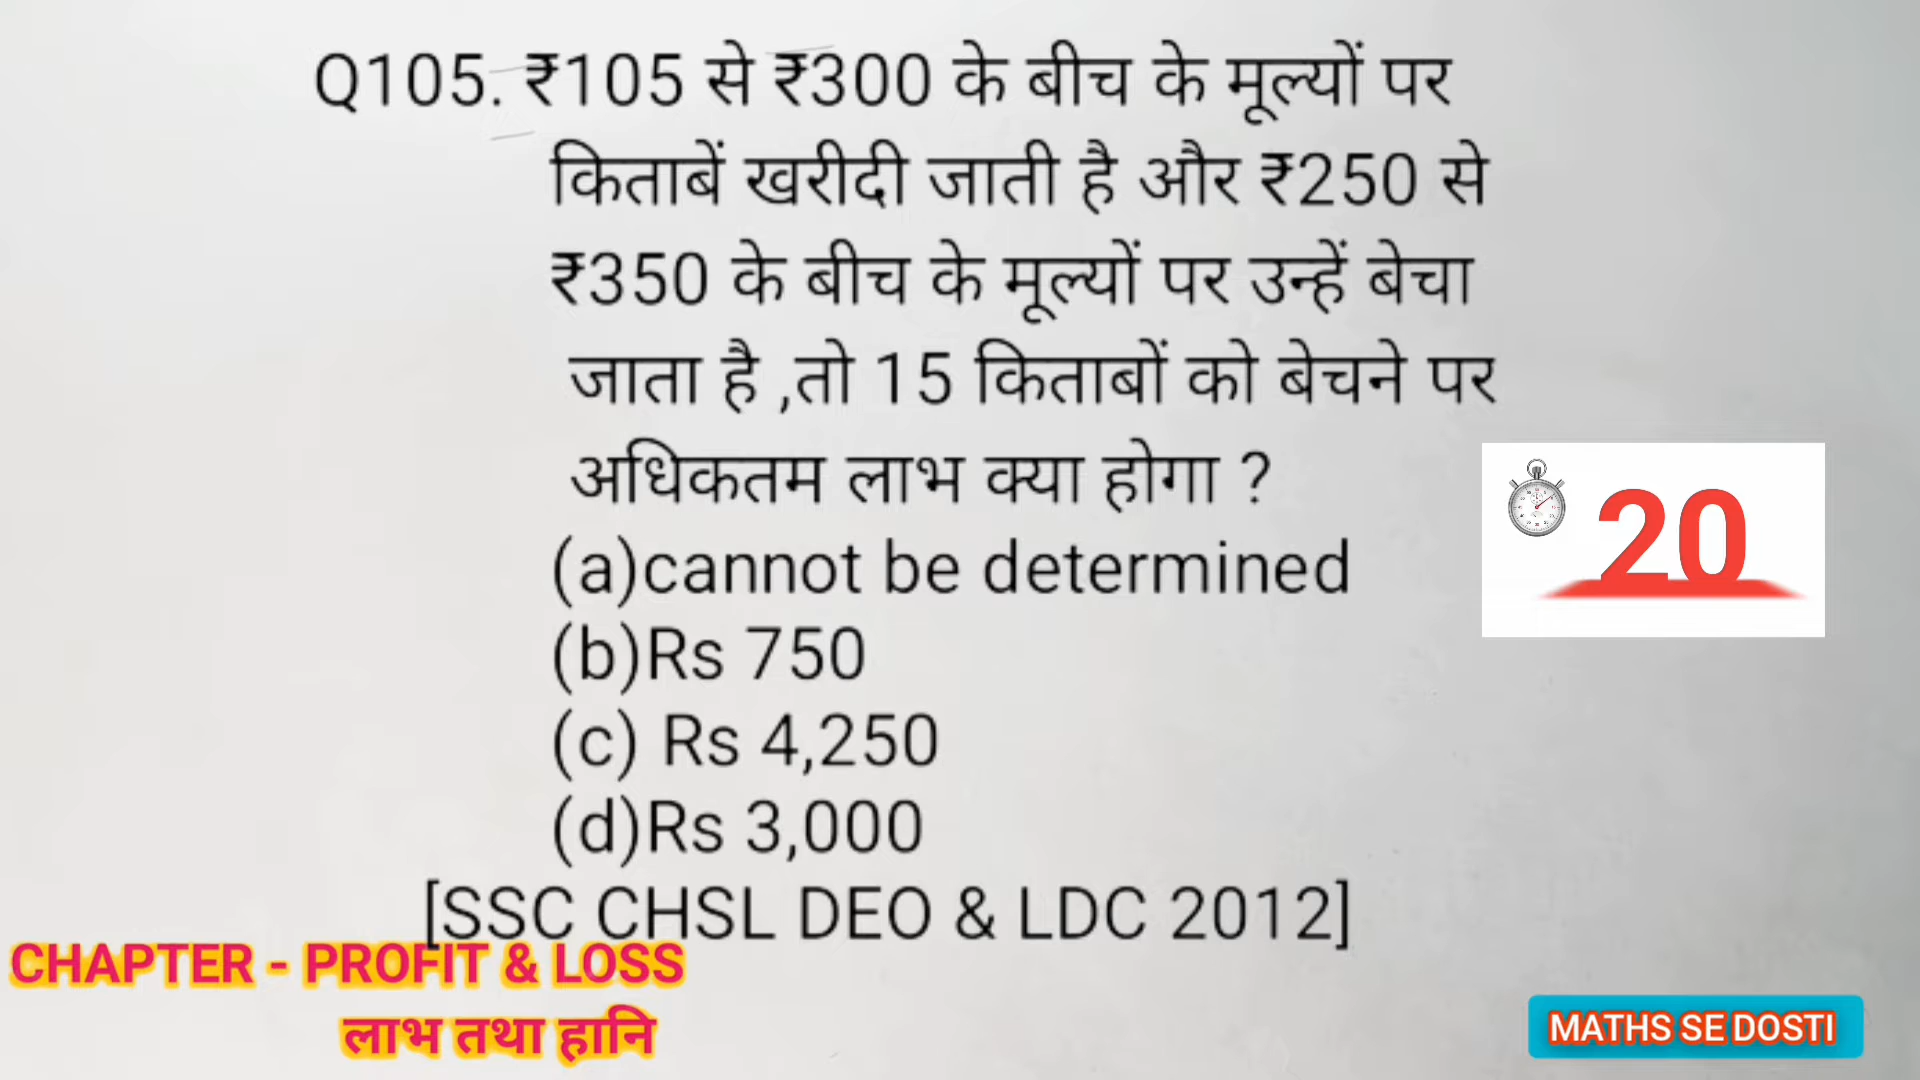 Q105. ₹105 से ₹300 के बीच के मूल्यों पर
किताबें खरीदी जाती है और ₹250 से
₹350 के बीच के मूल्यों पर उन्हें बेचा
जाता है ,तो 15 किताबों को बेचने पर
अधिकतम लाभ क्या होगा ?
(a)cannot be determined
(b)Rs 750
(c) Rs 4,250
(d)Rs 3,000
[SSC CHSL DEO & LDC 2012]
20
CHAPTER - PROFIT & LOSS
लाभ तथा हानि
MATHS SE DOSTI